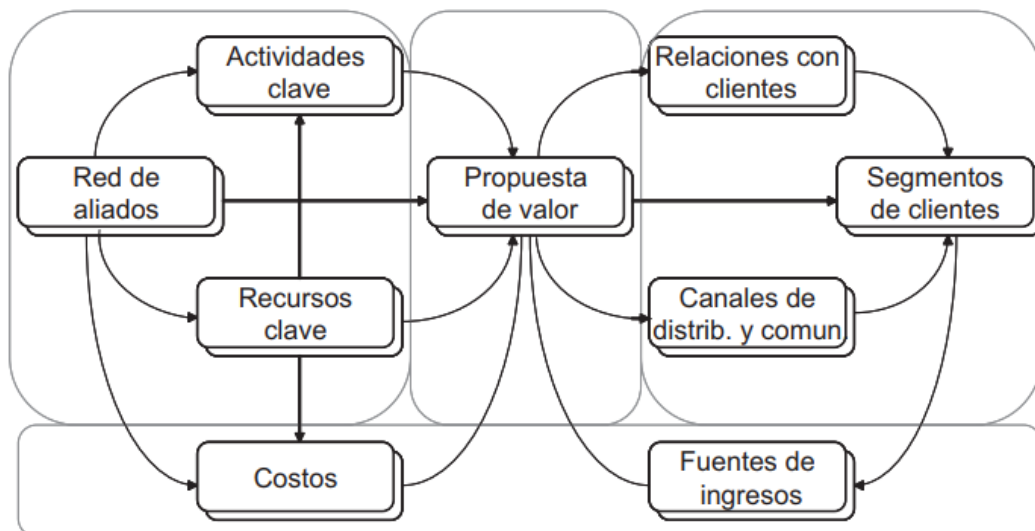 Actividades
clave
Relaciones con
clientes
Red de
aliados
Propuesta
de valor
Segmentos
de clientes
Recursos
clave
Canales de
distrib. y comun.
Costos
Fuentes de
ingresos